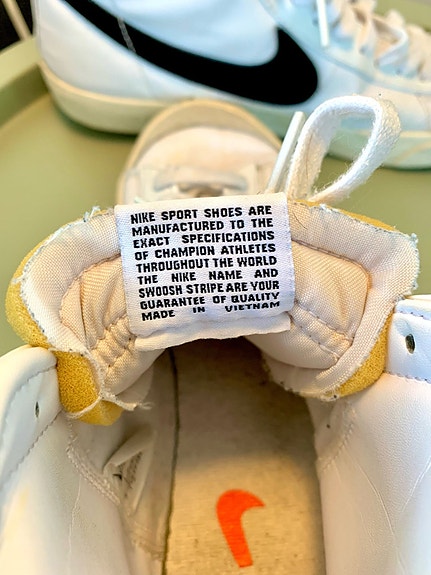 NIKE SPORT SHOES ARE
MANUFACTURED TO THE
EXACT SPECIFICATIONS
OF CHAMPION ATHLETES
THROUGHOUT THE WORLD
THE NIKE NAME AND
SWOOSH STRIPE ARE YOUR
GUARANTEE OF QUALITY
MADE IN VIETNAM